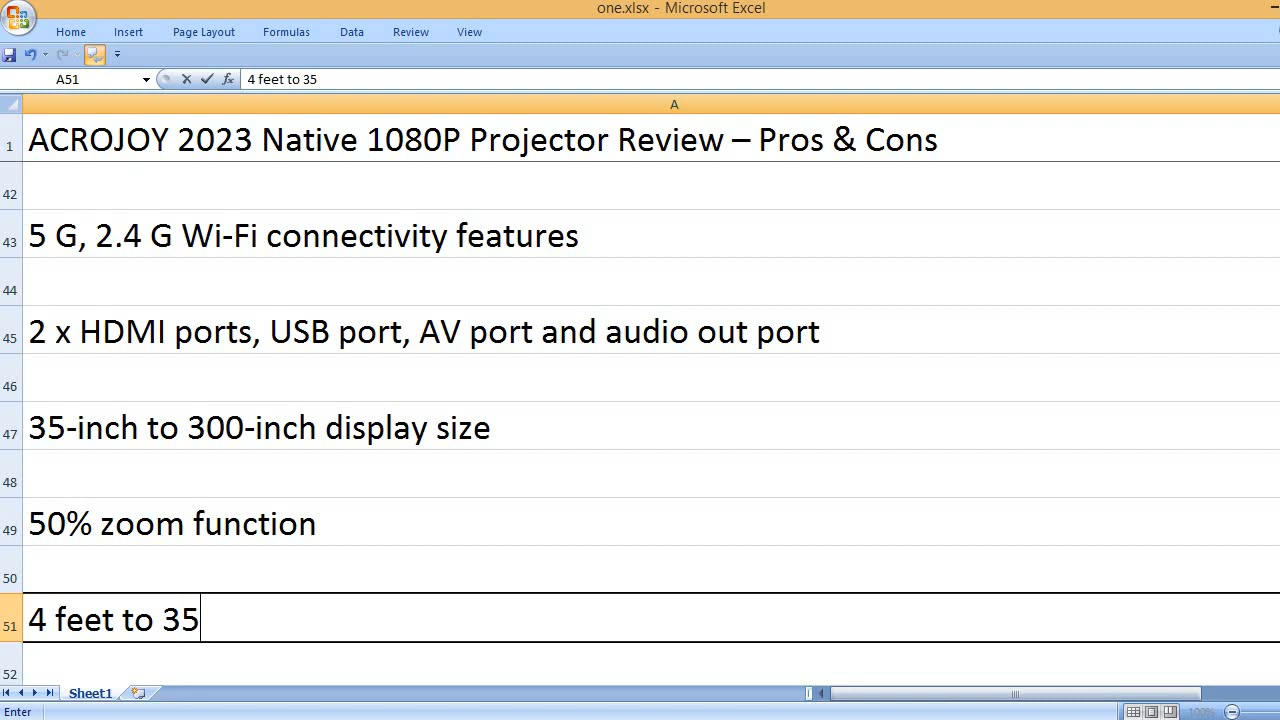 one.xlsx - Microsoft Excel
Home Insert Page Layout Formulas Data Review View
A51 fx 4 feet to 35
A
1 ACROJOY 2023 Native 1080P Projector Review – Pros & Cons
42
43 5 G, 2.4 G Wi-Fi connectivity features
44
45 2 x HDMI ports, USB port, AV port and audio out port
46
47 35-inch to 300-inch display size
48
49 50% zoom function
50
51 4 feet to 35
52
Sheet1
Enter 100%